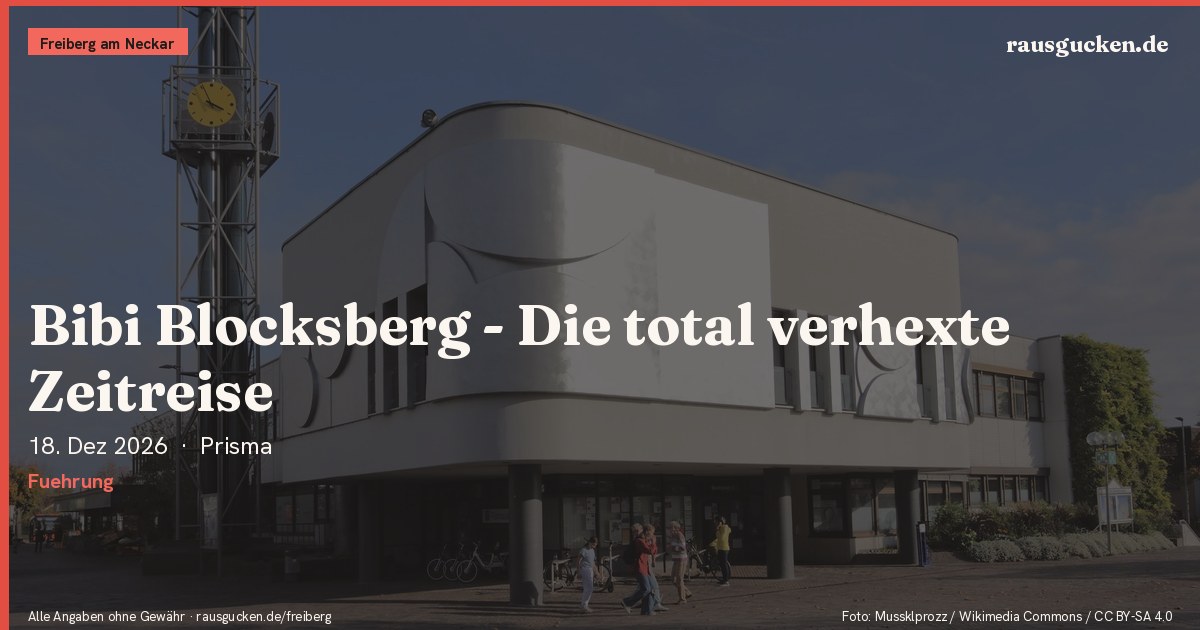 Freiberg am Neckar
rausgucken.de
Bibi Blocksberg - Die total verhexte
Zeitreise
18. Dez 2026 · Prisma
Fuehrung
Alle Angaben ohne Gewähr · rausgucken.de/freiberg
Foto: Mussklprozz / Wikimedia Commons / CC BY-SA 4.0